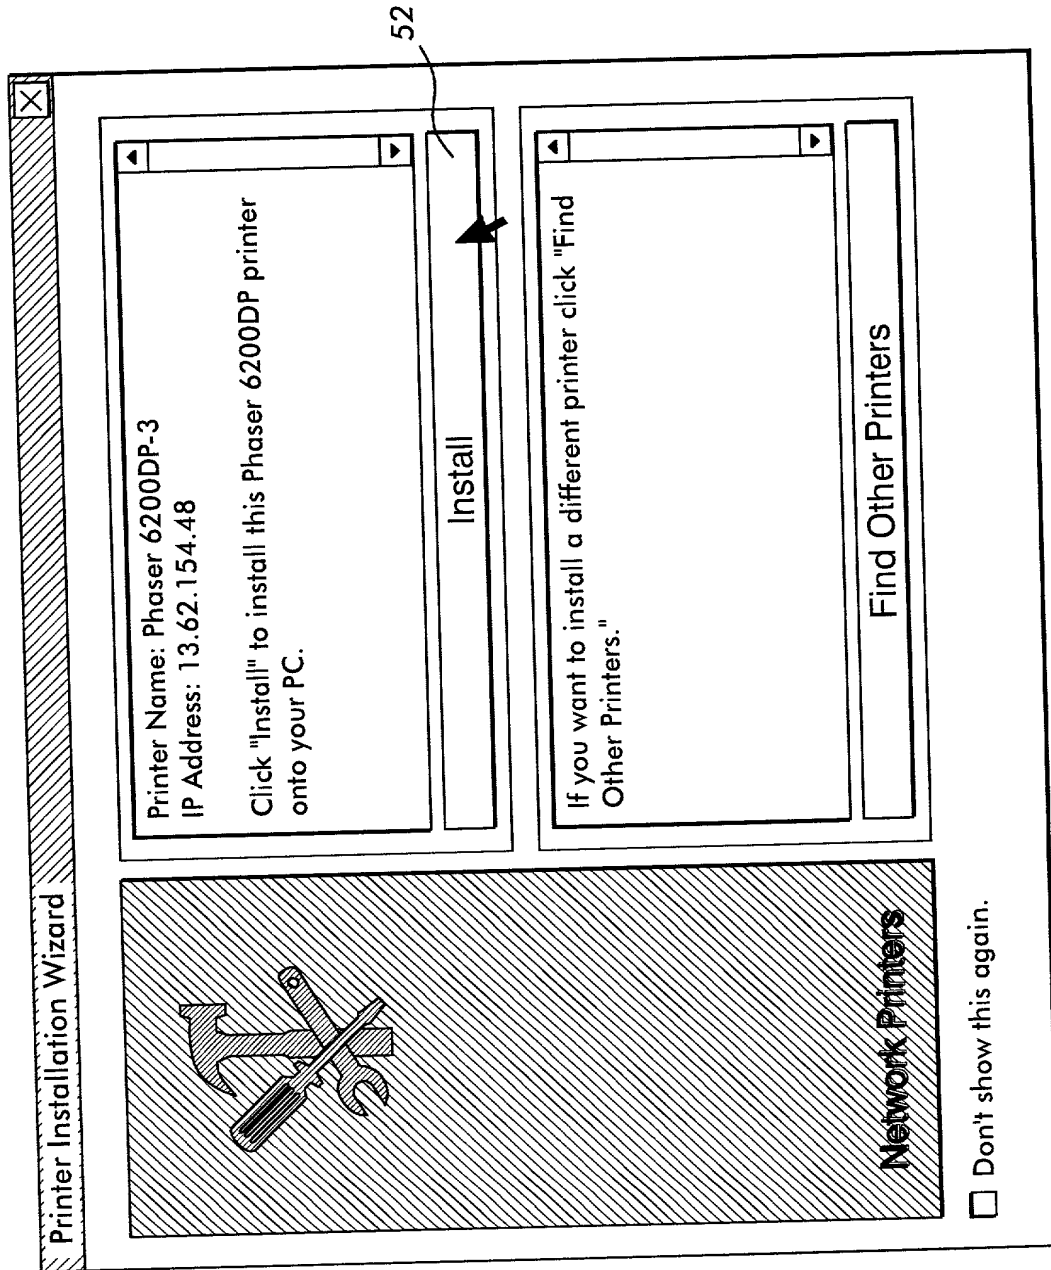 Printer Installation Wizard
Printer Name: Phaser 6200DP-3
IP Address: 13.62.154.48
Click "Install" to install this Phaser 6200DP printer
onto your PC.
Install
52
If you want to install a different printer click "Find
Other Printers."
Find Other Printers
Network Printers
Don't show this again.